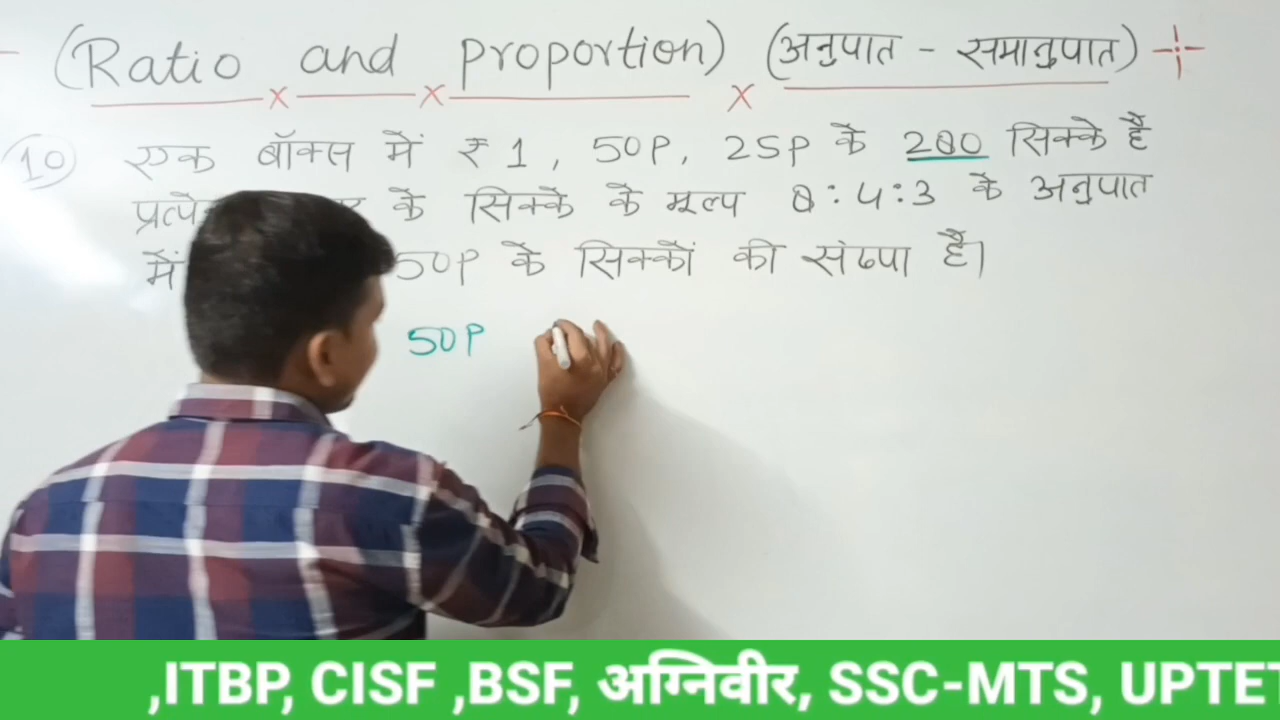 (Ratio and proportion) (अनुपात - समानुपात)
10 एक बॉक्स में ₹1, 50P, 25P के 280 सिक्के है
के सिक्के के मूल्य 8:4:3 के अनुपात
में 50P के सिक्कों की संख्या है।
50P
,ITBP, CISF ,BSF, अग्निवीर, SSC-MTS, UPTET